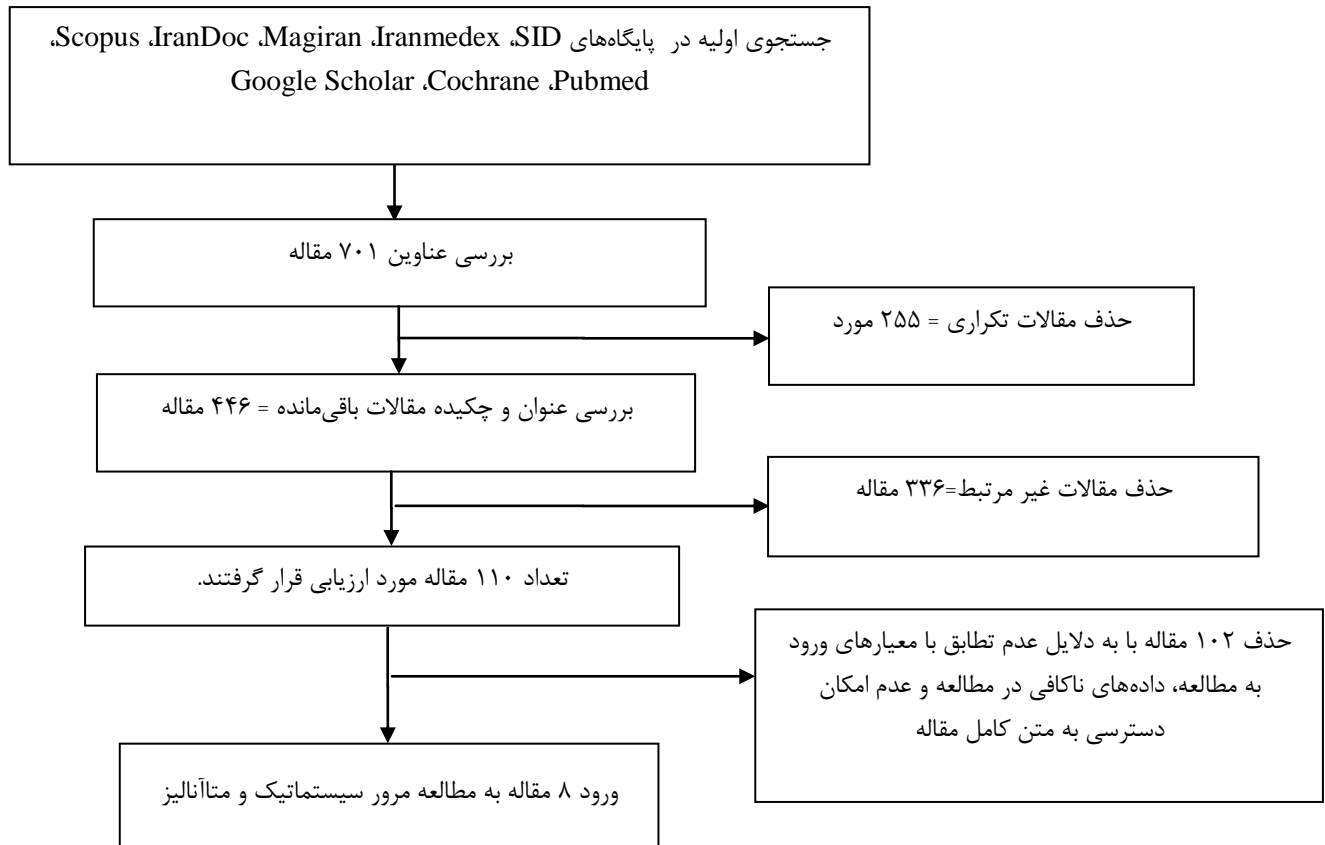 جستجوی اولیه در پایگاه‌های SID، Iranmedex، Magiran، IranDoc، Scopus،
Google Scholar، Cochrane، Pubmed
بررسی عناوین ۷۰۱ مقاله
حذف مقالات تکراری = ۲۵۵ مورد
بررسی عنوان و چکیده مقالات باقی‌مانده = ۴۴۶ مقاله
حذف مقالات غیر مرتبط=۳۳۶ مقاله
تعداد ۱۱۰ مقاله مورد ارزیابی قرار گرفتند.
حذف ۱۰۲ مقاله با به دلایل عدم تطابق با معیارهای ورود
به مطالعه، داده‌های ناکافی در مطالعه و عدم امکان
دسترسی به متن کامل مقاله
ورود ۸ مقاله به مطالعه مرور سیستماتیک و متاآنالیز